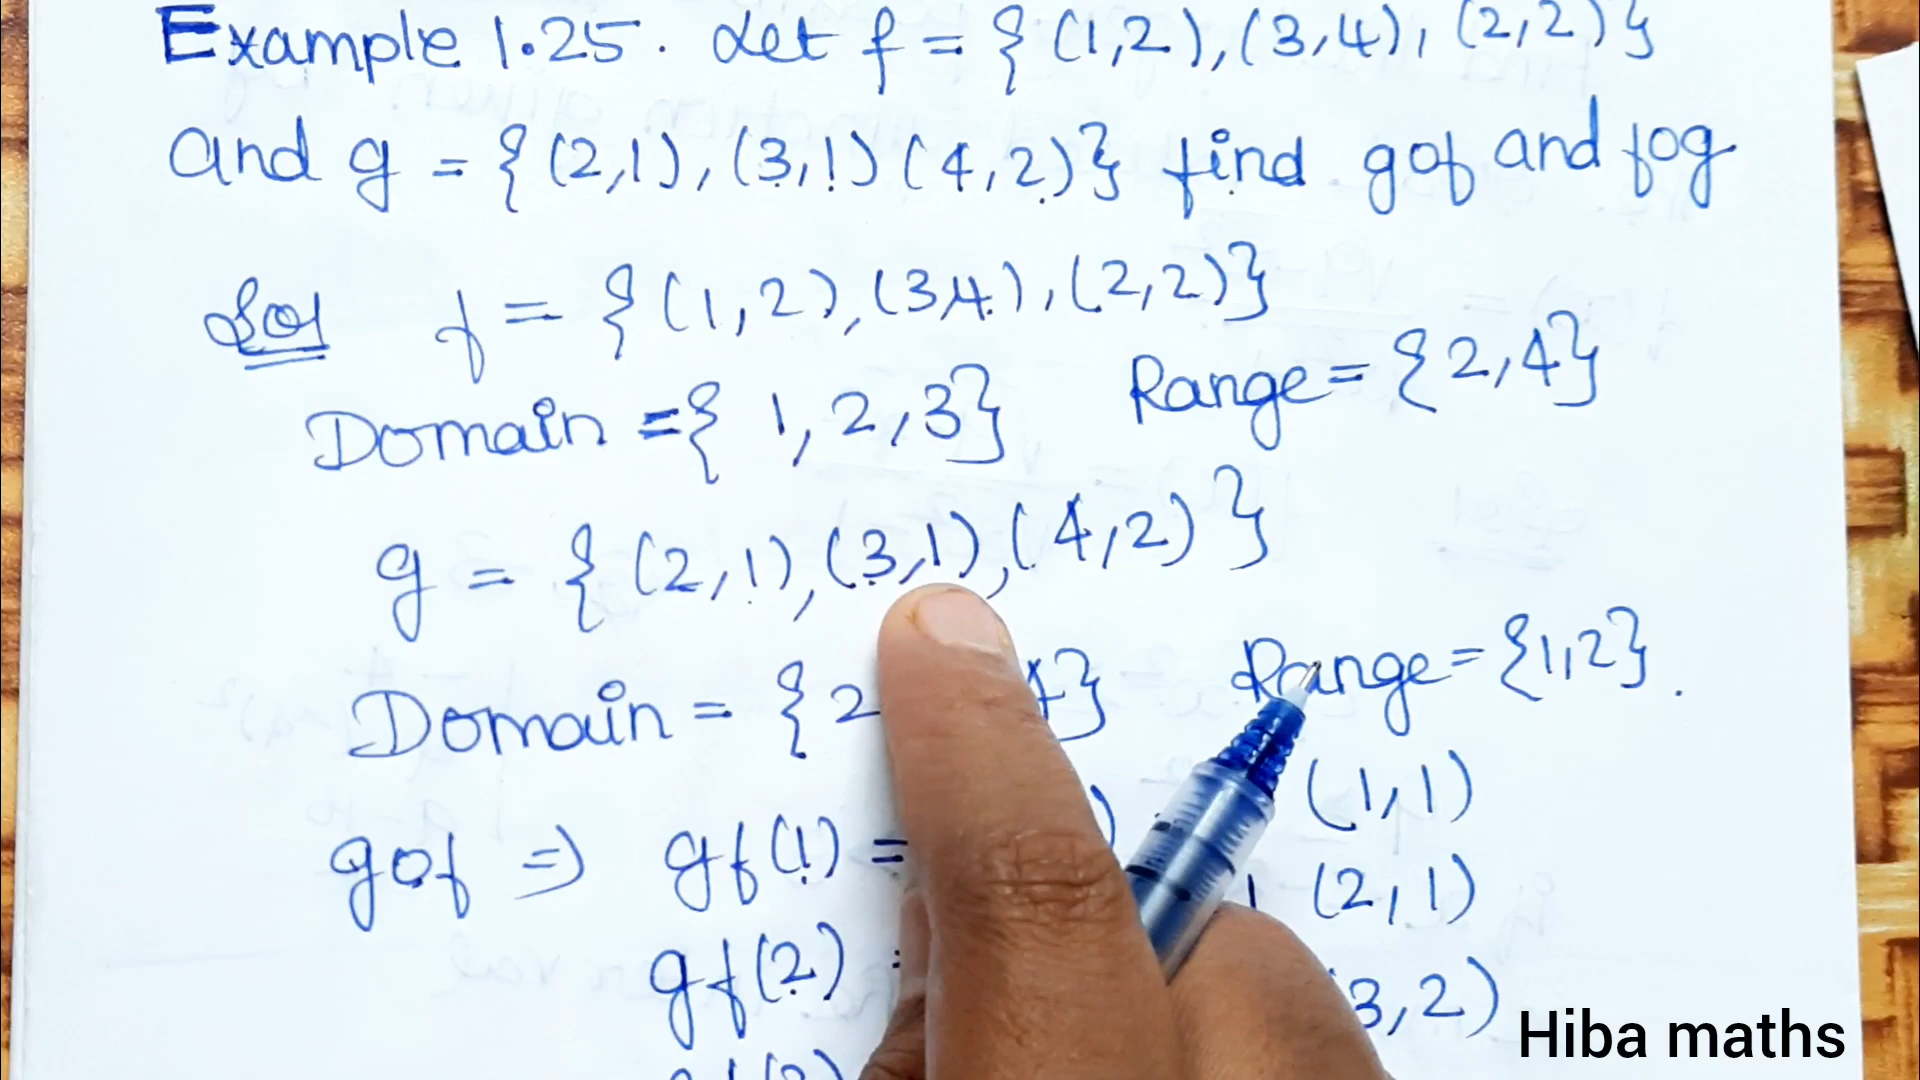 Example 1.25. Let f = {(1,2),(3,4),(2,2)}
and g = {(2,1),(3,1)(4,2)} find gof and fog
Sol f = {(1,2),(3,4),(2,2)}
Domain = {1,2,3} Range = {2,4}
g = {(2,1),(3,1),(4,2)}
Domain = {2 4} Range = {1,2}.
gof ⇒ gf(1) = ) (1,1)
gf(2) 1 (2,1)
3,2)
Hiba maths